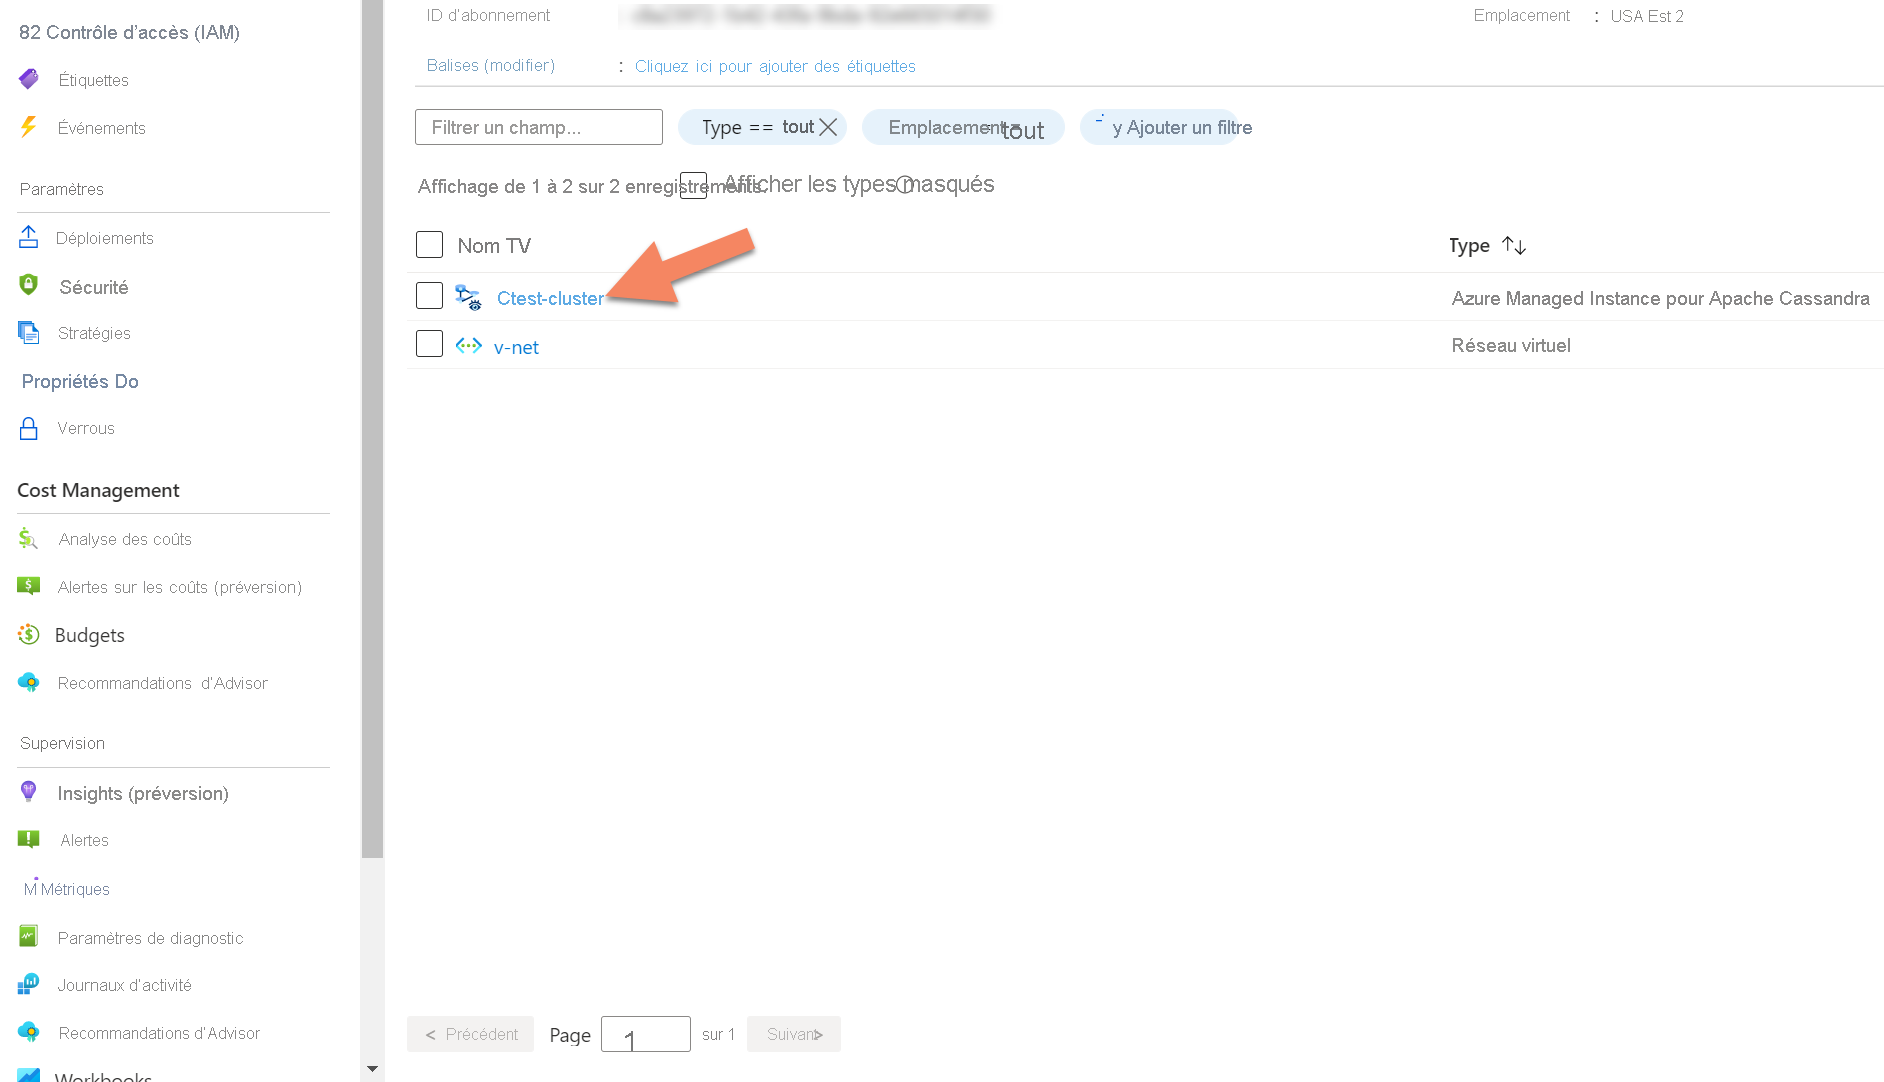 82 Contrôle d'accès (IAM)
Étiquettes
Événements
Paramètres
Déploiements
Sécurité
Stratégies
Propriétés Do
Verrous
Cost Management
Analyse des coûts
Alertes sur les coûts (préversion)
Budgets
Recommandations d'Advisor
Supervision
Insights (préversion)
Alertes
M Métriques
Paramètres de diagnostic
Journaux d'activité
Recommandations d'Advisor
Workbooks
ID d'abonnement :
Emplacement : USA Est 2
Balises (modifier) : Cliquez ici pour ajouter des étiquettes
Filtrer un champ...
Type == tout
Emplacement = tout
y Ajouter un filtre
Affichage de 1 à 2 sur 2 enregistrements.
Afficher les types masqués
Nom TV
Type
Ctest-cluster
Azure Managed Instance pour Apache Cassandra
v-net
Réseau virtuel
< Précédent
Page 1 sur 1
Suivant >